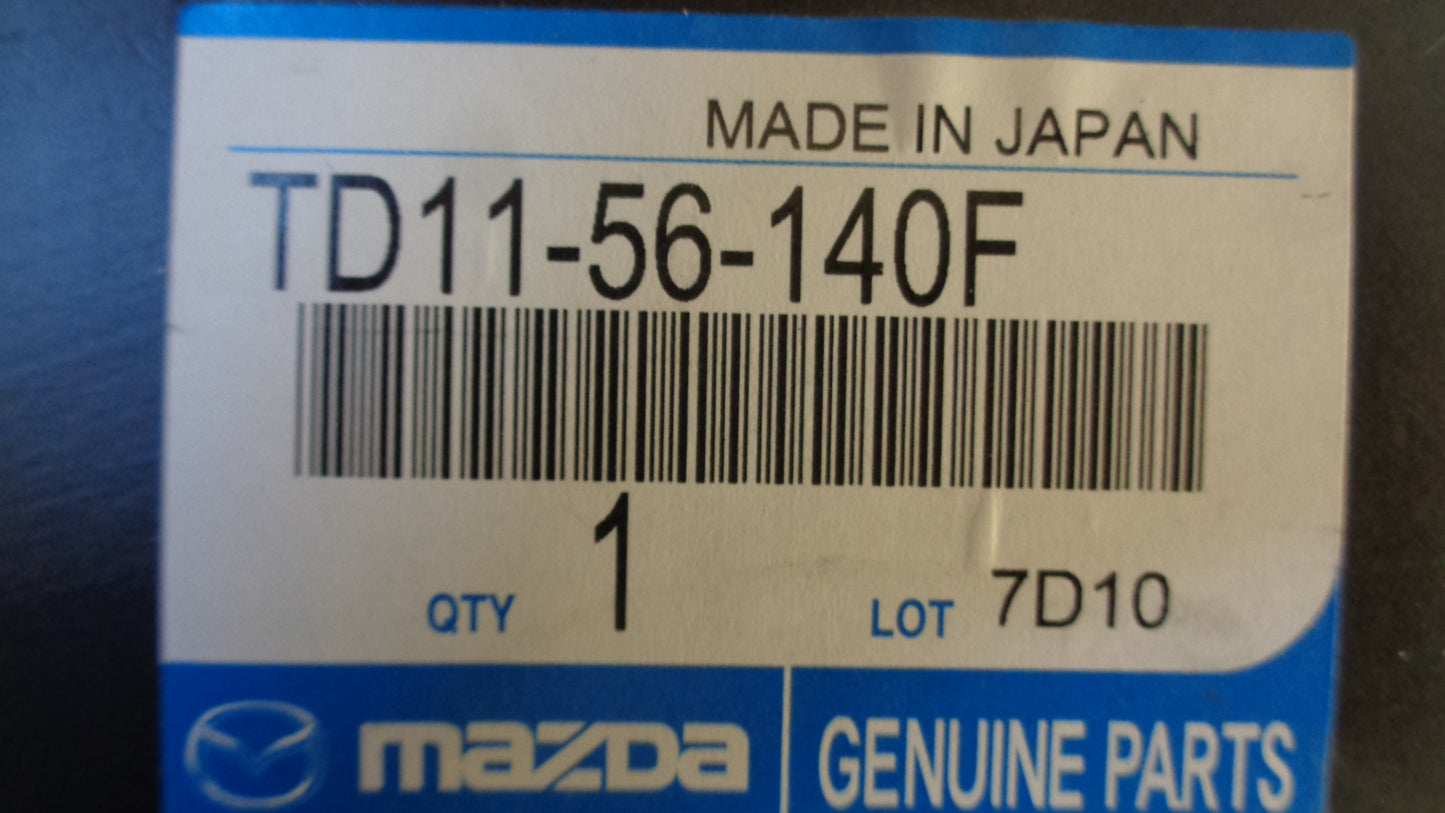 MADE IN JAPAN
TD11-56-140F
QTY 1 LOT 7D10
mazda GENUINE PARTS